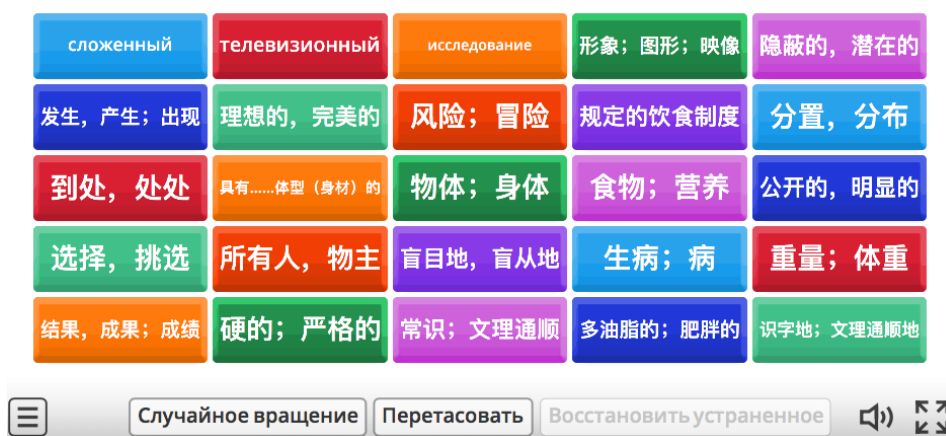 сложенный
телевизионный
исследование
形象；图形；映像
隐蔽的，潜在的
发生，产生；出现
理想的，完美的
风险；冒险
规定的饮食制度
分置，分布
到处，处处
具有……体型（身材）的
物体；身体
食物；营养
公开的，明显的
选择，挑选
所有人，物主
盲目地，盲从地
生病；病
重量；体重
结果，成果；成绩
硬的；严格的
常识；文理通顺
多油脂的；肥胖的
识字地；文理通顺地
Случайное вращение
Перетасовать
Восстановить устраненное